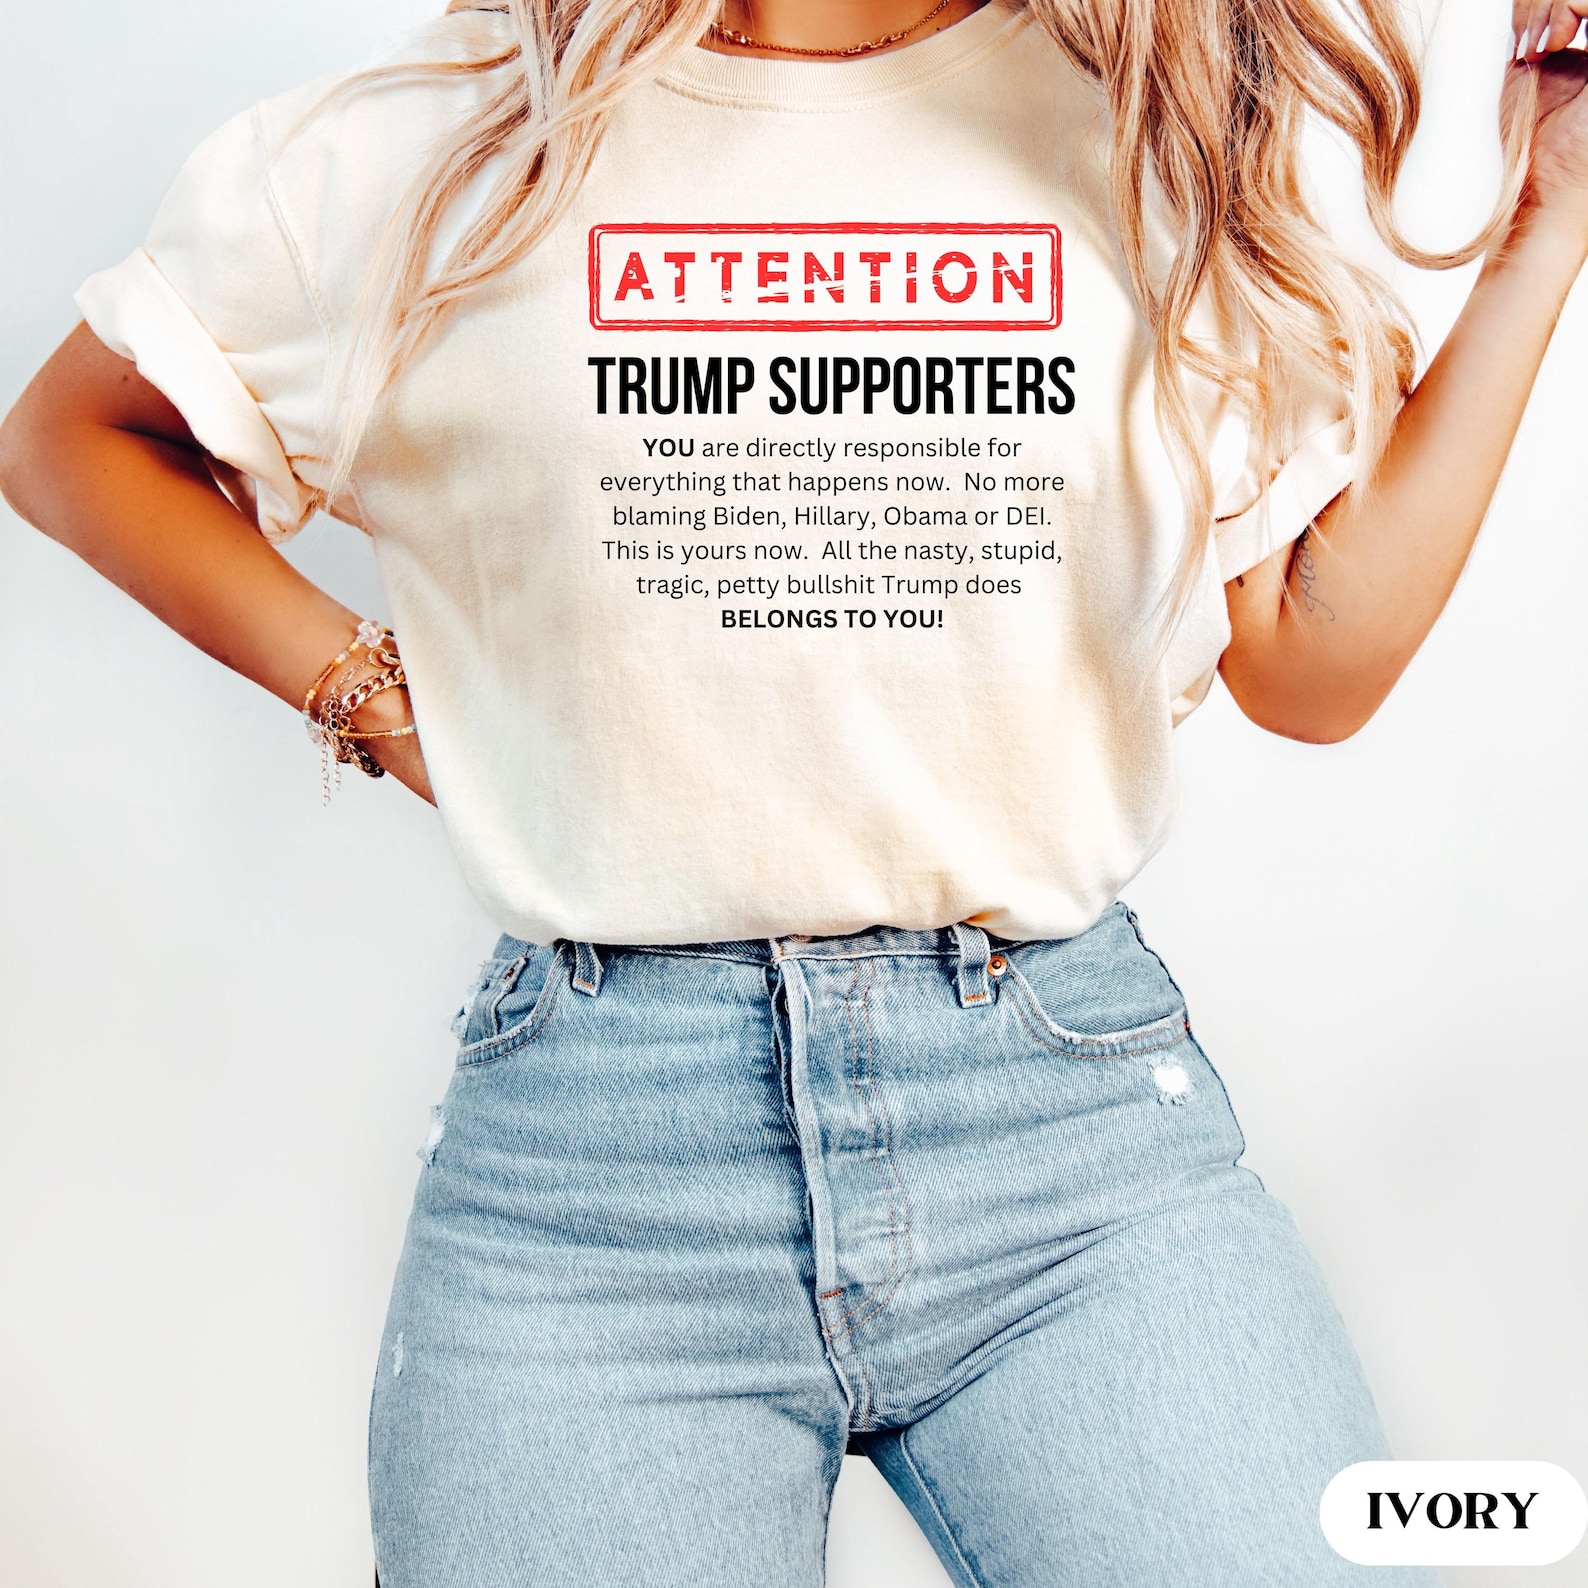 ATTENTION
TRUMP SUPPORTERS
YOU are directly responsible for
everything that happens now.  No more
blaming Biden, Hillary, Obama or DEI.
This is yours now.  All the nasty, stupid,
tragic, petty bullshit Trump does
BELONGS TO YOU!
IVORY